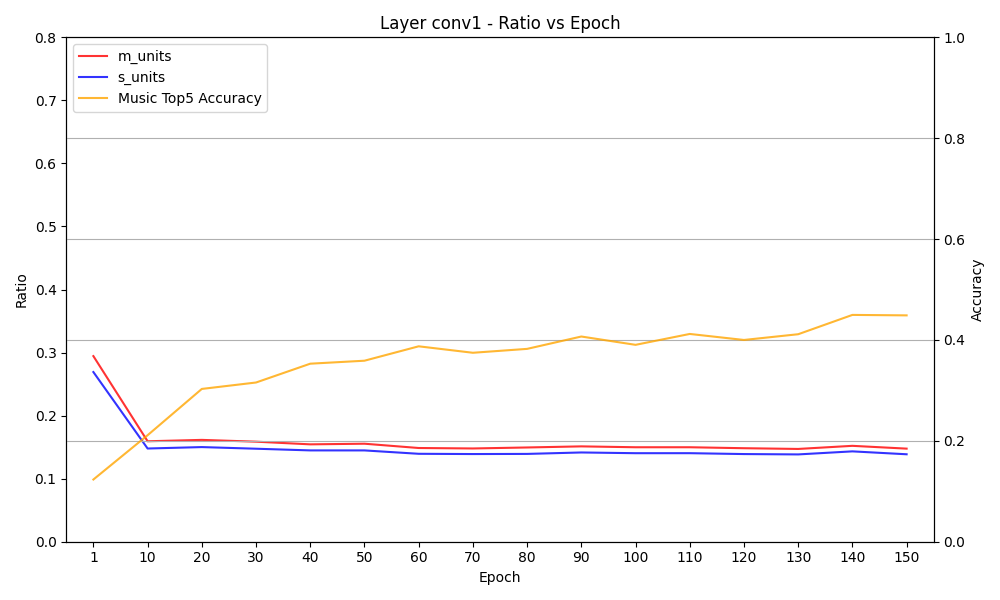 Layer conv1 - Ratio vs Epoch
m_units
s_units
Music Top5 Accuracy
0.8
0.7
0.6
0.5
0.4
0.3
0.2
0.1
0.0
Ratio
1.0
0.8
0.6
0.4
0.2
0.0
Accuracy
1 10 20 30 40 50 60 70 80 90 100 110 120 130 140 150
Epoch